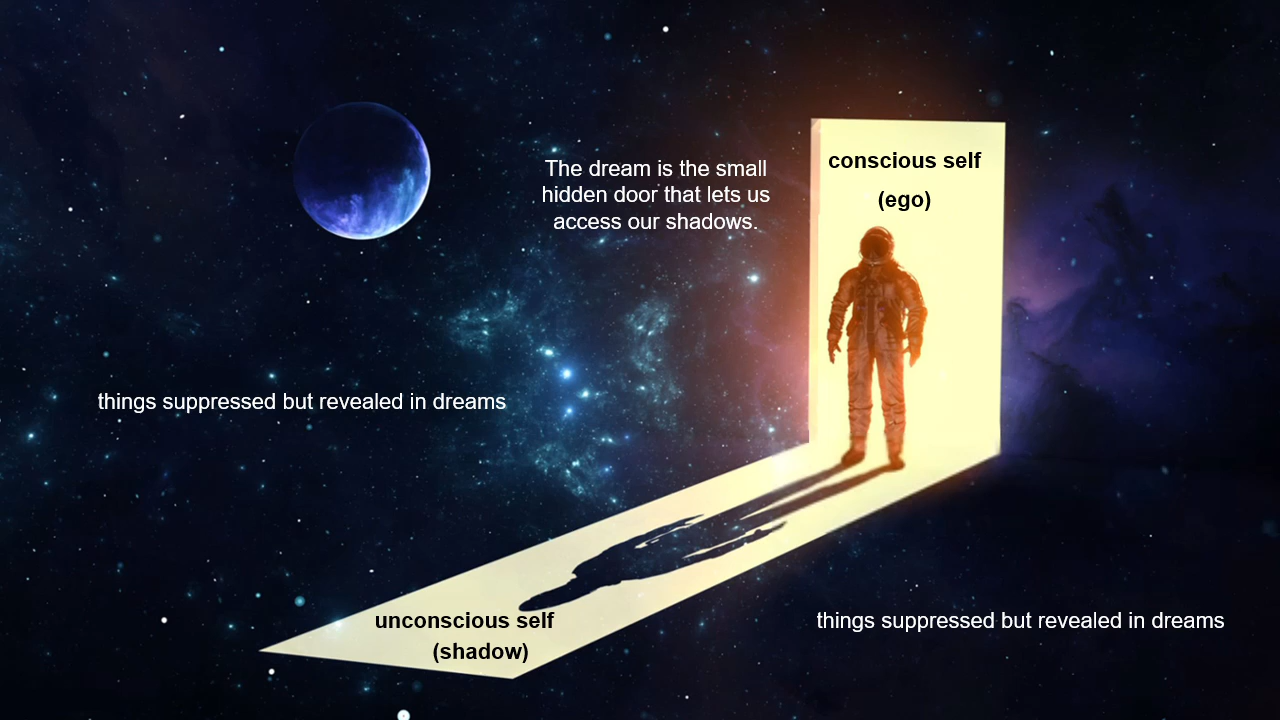 The dream is the small
hidden door that lets us
access our shadows.
conscious self
(ego)
things suppressed but revealed in dreams
unconscious self
(shadow)
things suppressed but revealed in dreams